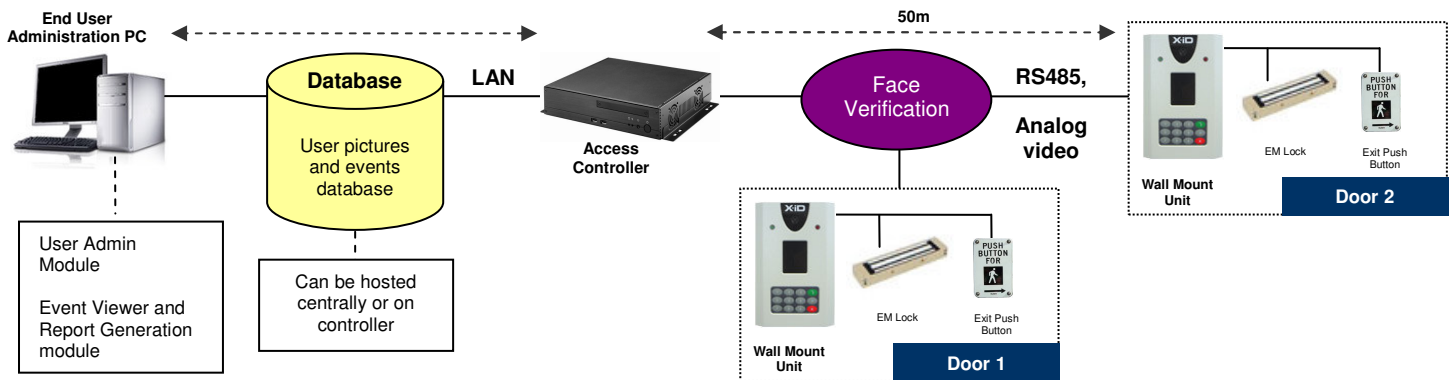 End User
Administration PC
Database
User pictures
and events
database
LAN
Access
Controller
User Admin
Module
Event Viewer and
Report Generation
module
Can be hosted
centrally or on
controller
50m
Face
Verification
RS485,
Analog
video
X-iD
PUSH
BUTTON
FOR
EM Lock
Exit Push
Button
Wall Mount
Unit
Door 1
X-iD
PUSH
BUTTON
FOR
EM Lock
Exit Push
Button
Wall Mount
Unit
Door 2